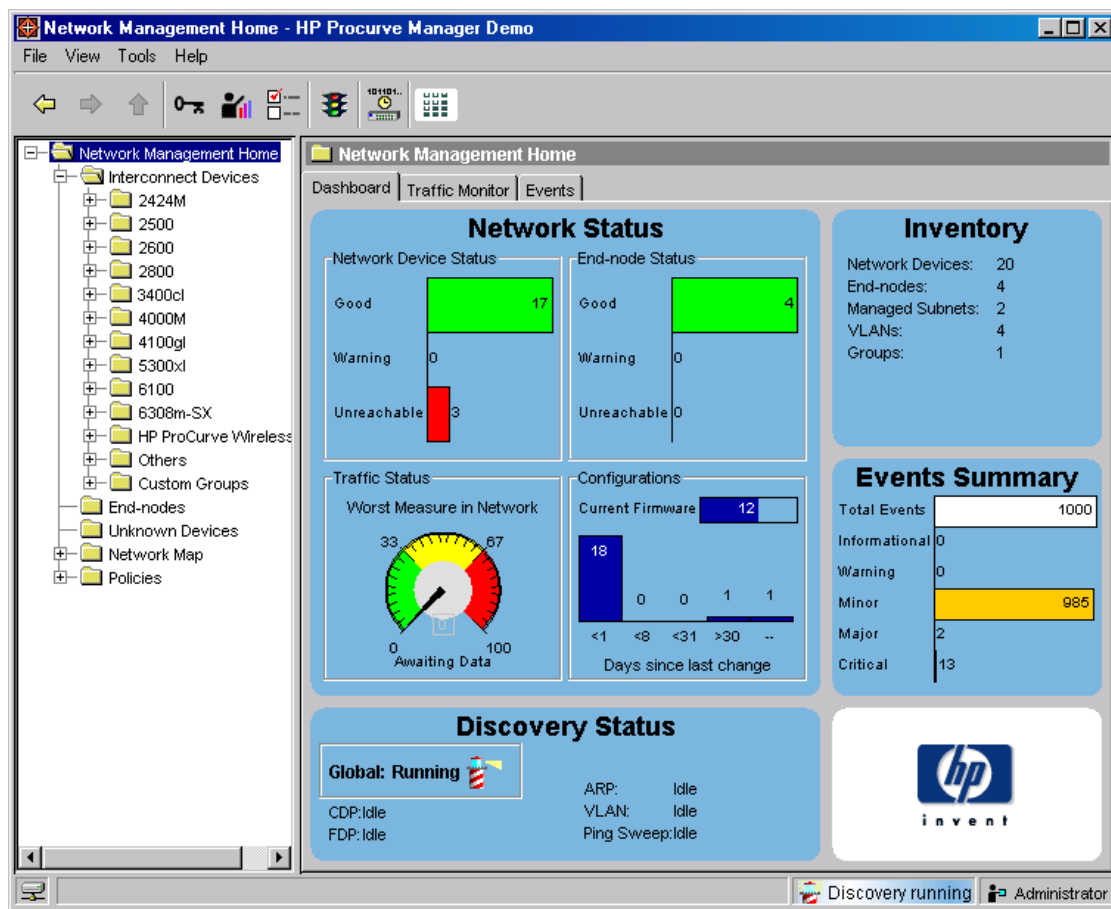 Network Management Home - HP Procurve Manager Demo
File View Tools Help
101101..
Network Management Home
Interconnect Devices
2424M
2500
2600
2800
3400cl
4000M
4100gl
5300xl
6100
6308m-SX
HP ProCurve Wireless
Others
Custom Groups
End-nodes
Unknown Devices
Network Map
Policies
Network Management Home
Dashboard Traffic Monitor Events
Network Status
Network Device Status
Good 17
Warning 0
Unreachable 3
End-node Status
Good 4
Warning 0
Unreachable 0
Traffic Status
Worst Measure in Network
33 67
0 100
Awaiting Data
Configurations
Current Firmware 12
18 0 0 1 1
<1 <8 <31 >30 --
Days since last change
Inventory
Network Devices: 20
End-nodes: 4
Managed Subnets: 2
VLANs: 4
Groups: 1
Events Summary
Total Events 1000
Informational 0
Warning 0
Minor 985
Major 2
Critical 13
Discovery Status
Global: Running
CDP:Idle
FDP:Idle
ARP: Idle
VLAN: Idle
Ping Sweep:Idle
hp
invent
Discovery running Administrator